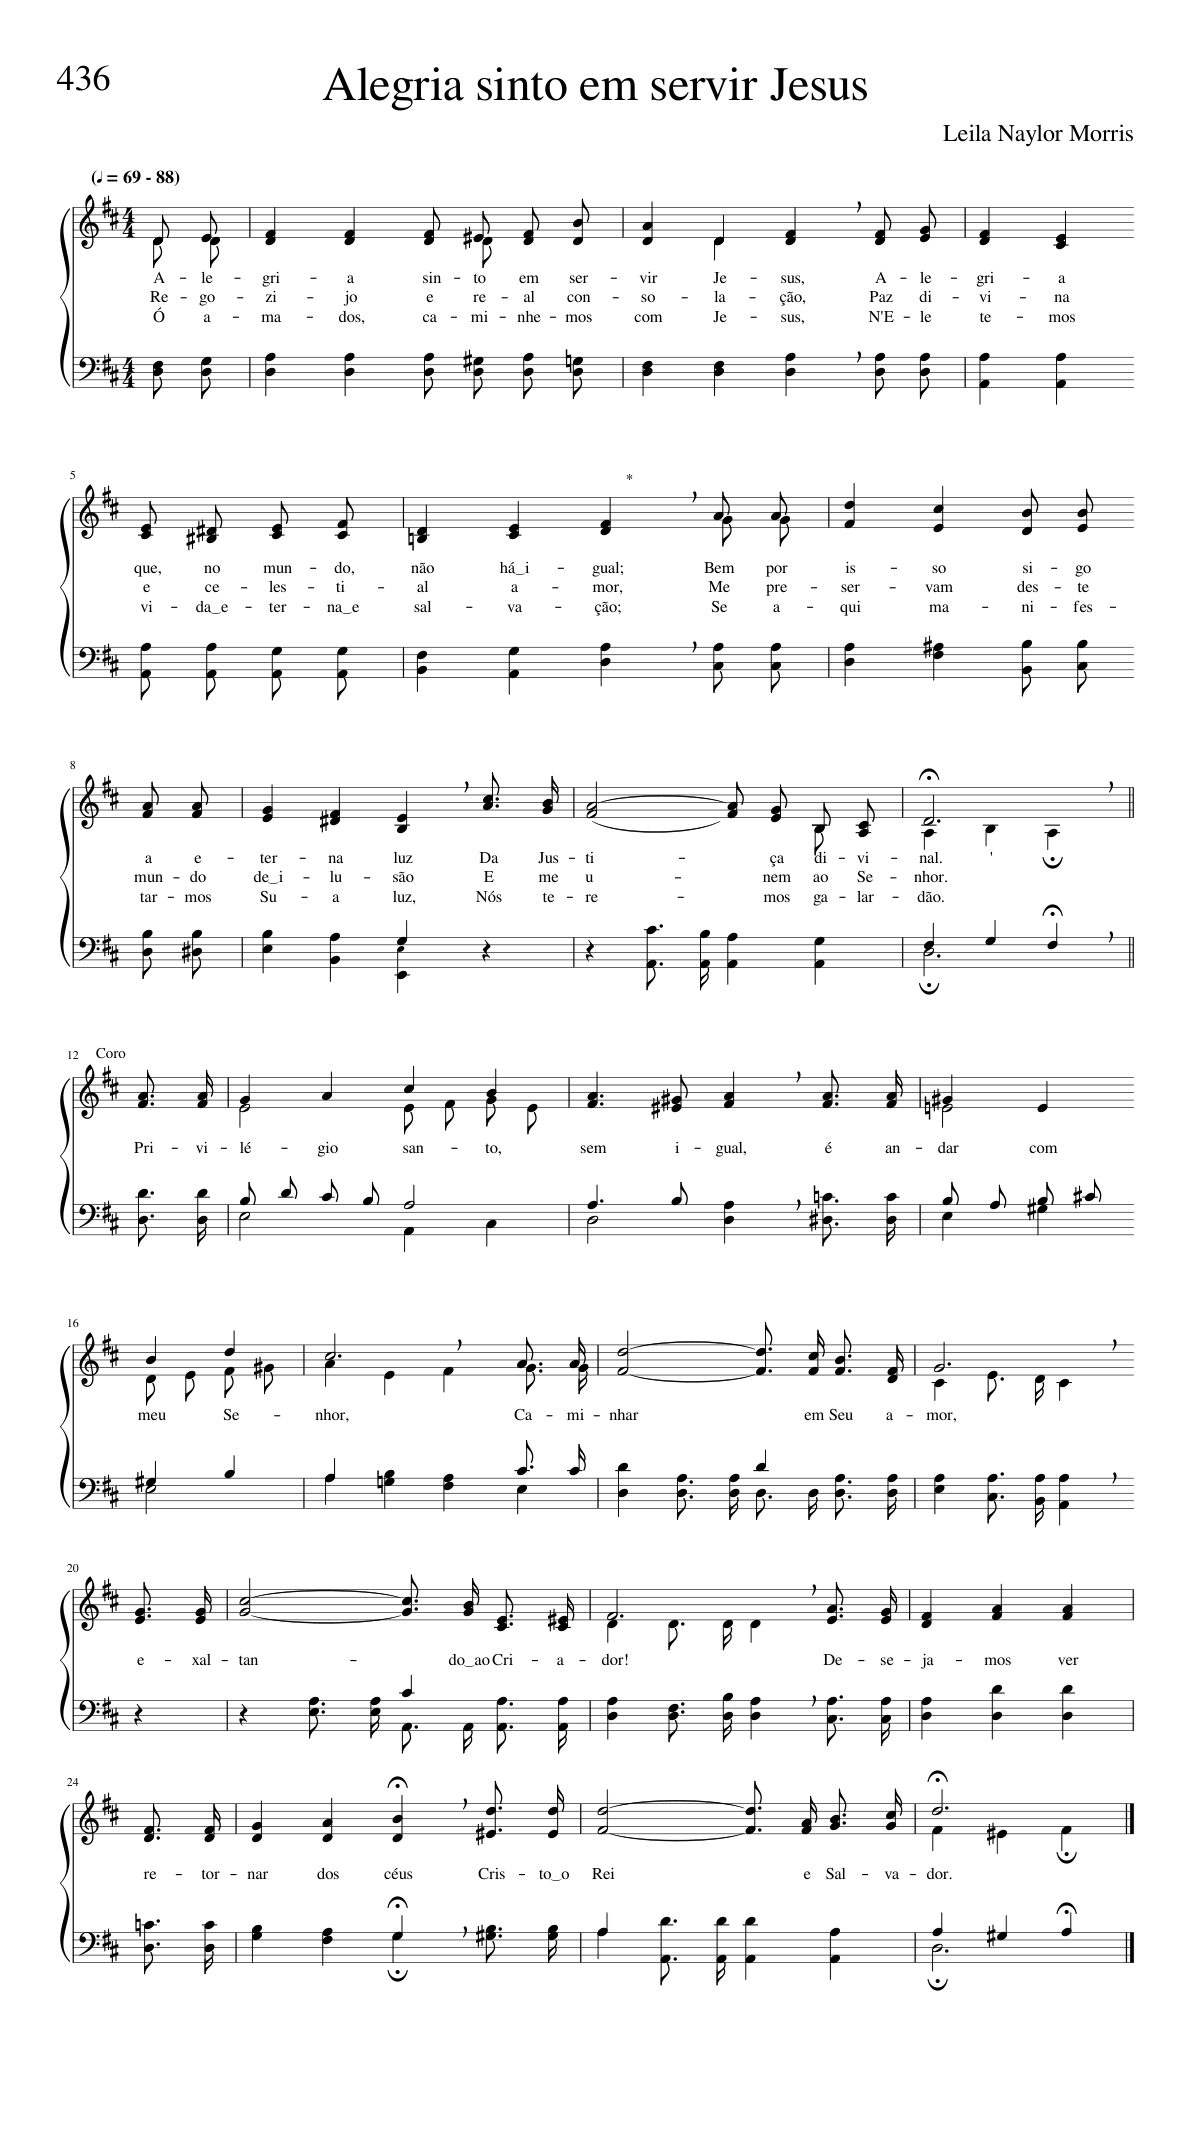 436
Alegria sinto em servir Jesus
Leila Naylor Morris
(♩ = 69 - 88)
A - le - gri - a sin - to em ser - vir Je - sus, A - le - gri - a
Re - go - zi - jo e re - al con - so - la - ção, Paz di - vi - na
Ó a - ma - dos, ca - mi - nhe - mos com Je - sus, N'E - le te - mos
5
*
que, no mun - do, não há‿i - gual; Bem por is - so si - go
e ce - les - ti - al a - mor, Me pre - ser - vam des - te
vi - da‿e - ter - na‿e sal - va - ção; Se a - qui ma - ni - fes -
8
a e - ter - na luz Da Jus - ti - ça di - vi - nal. '
mun - do de‿i - lu - são E me u - nem ao Se - nhor.
tar - mos Su - a luz, Nós te - re - mos ga - lar - dão.
12 Coro
Pri - vi - lé - gio san - to, sem i - gual, é an - dar com
16
meu Se - nhor, Ca - mi - nhar em Seu a - mor,
20
e - xal - tan - do‿ao Cri - a - dor! De - se - ja - mos ver
24
re - tor - nar dos céus Cris - to‿o Rei e Sal - va - dor.